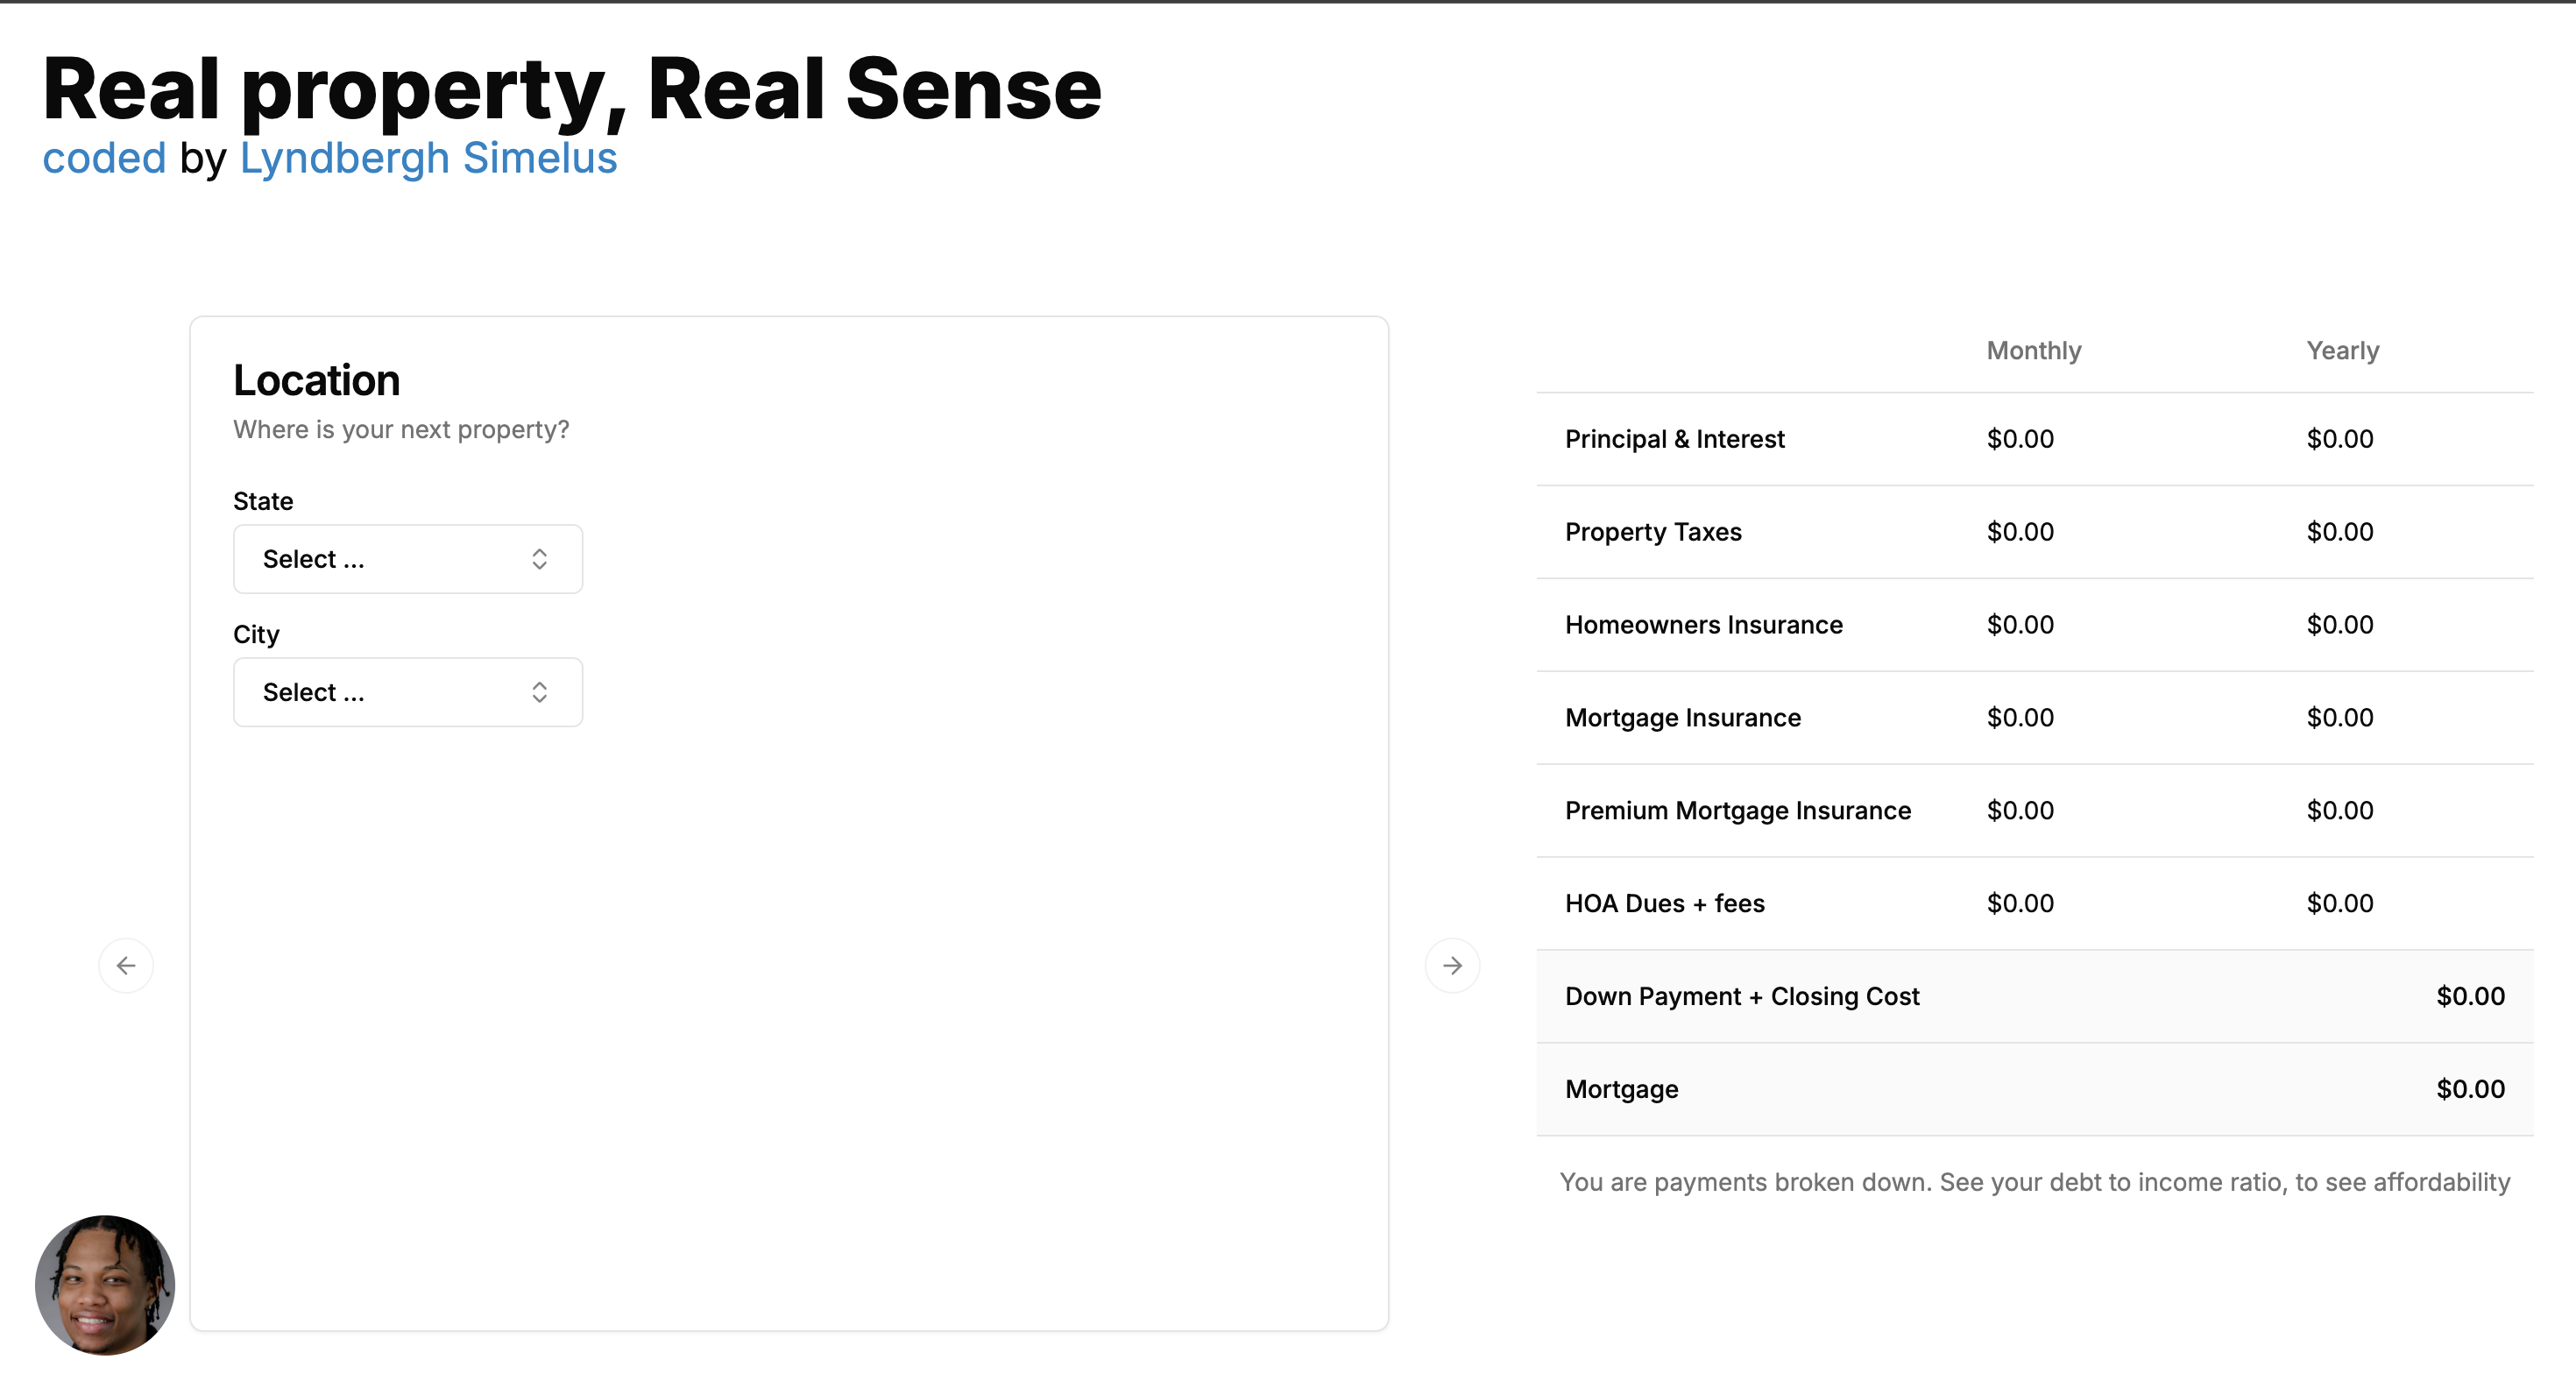 Real property, Real Sense
coded by Lyndbergh Simelus
Location
Where is your next property?
State
Select ...
City
Select ...
Monthly Yearly
Principal & Interest $0.00 $0.00
Property Taxes $0.00 $0.00
Homeowners Insurance $0.00 $0.00
Mortgage Insurance $0.00 $0.00
Premium Mortgage Insurance $0.00 $0.00
HOA Dues + fees $0.00 $0.00
Down Payment + Closing Cost $0.00
Mortgage $0.00
You are payments broken down. See your debt to income ratio, to see affordability